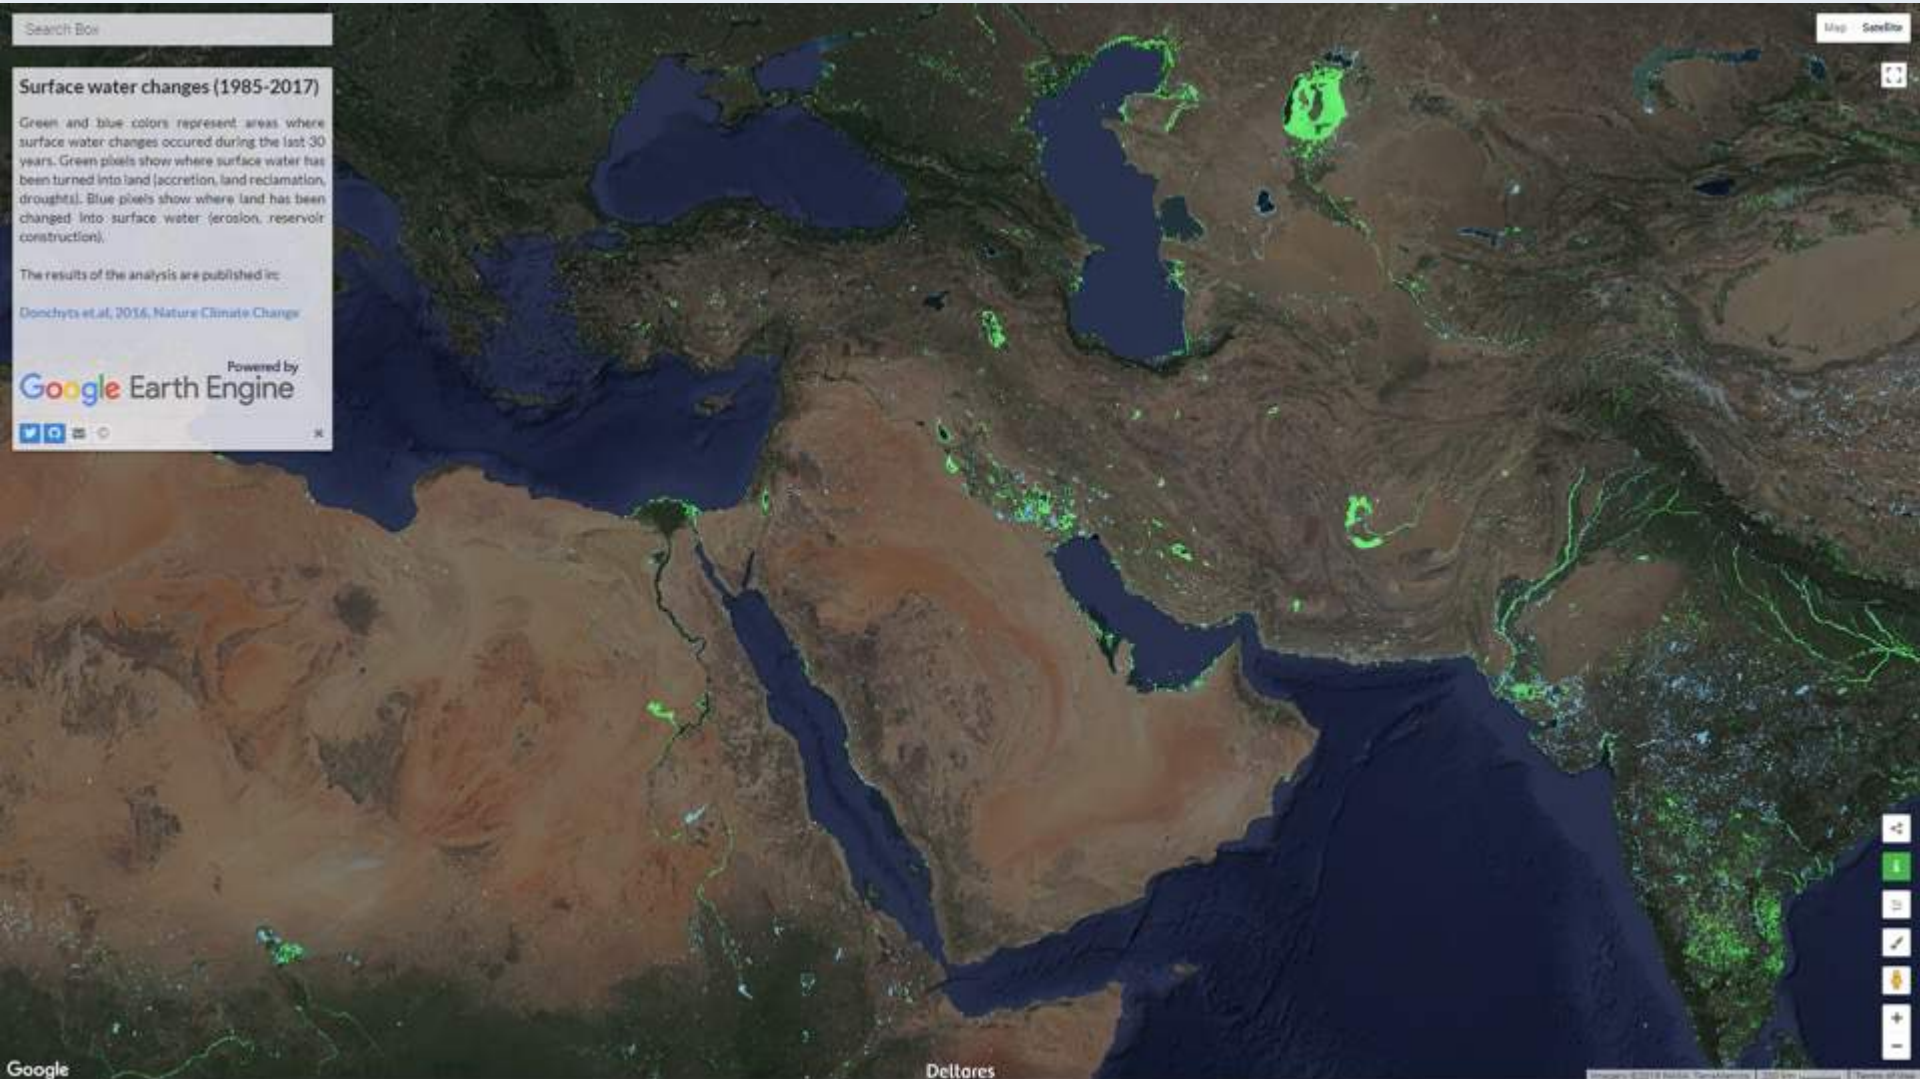 Search Box
Map Satellite
Surface water changes (1985-2017)
Green and blue colors represent areas where
surface water changes occured during the last 30
years. Green pixels show where surface water has
been turned into land (accretion, land reclamation,
droughts). Blue pixels show where land has been
changed into surface water (erosion, reservoir
construction).
The results of the analysis are published in:
Donchyts et.al, 2016, Nature Climate Change
Powered by
Google Earth Engine
Google
Deltares
Terms of Use